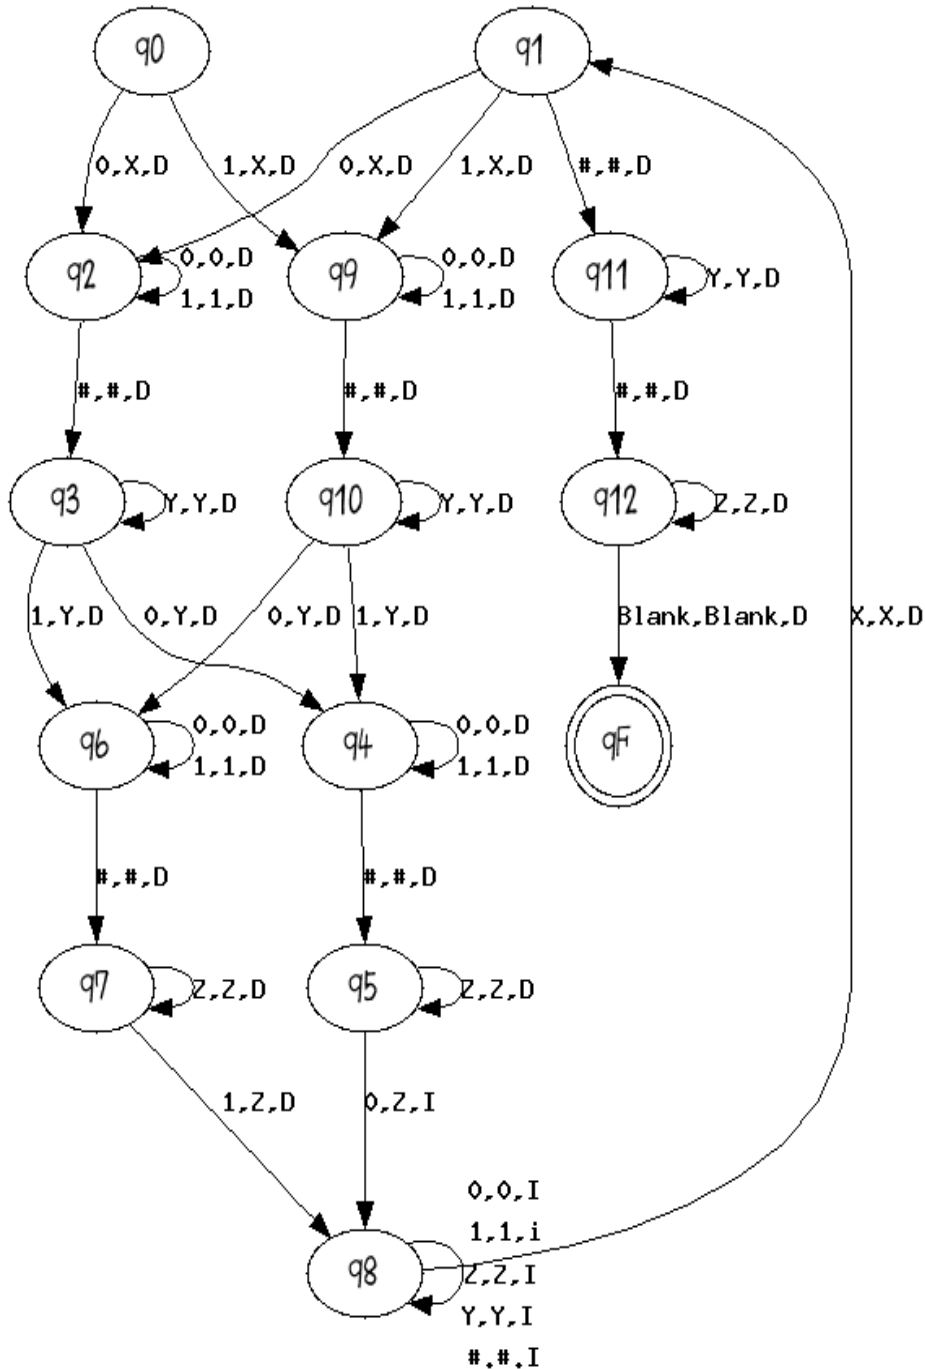 q0 q1
0,X,D 1,X,D 0,X,D 1,X,D #,#,D
q2 0,0,D q9 0,0,D q11 Y,Y,D
1,1,D 1,1,D
#,#,D #,#,D #,#,D
q3 Y,Y,D q10 Y,Y,D q12 Z,Z,D
1,Y,D 0,Y,D 0,Y,D 1,Y,D Blank,Blank,D X,X,D
q6 0,0,D q4 0,0,D qF
1,1,D 1,1,D
#,#,D #,#,D
q7 Z,Z,D q5 Z,Z,D
1,Z,D 0,Z,I
0,0,I
1,1,i
q8 Z,Z,I
Y,Y,I
#.#.I